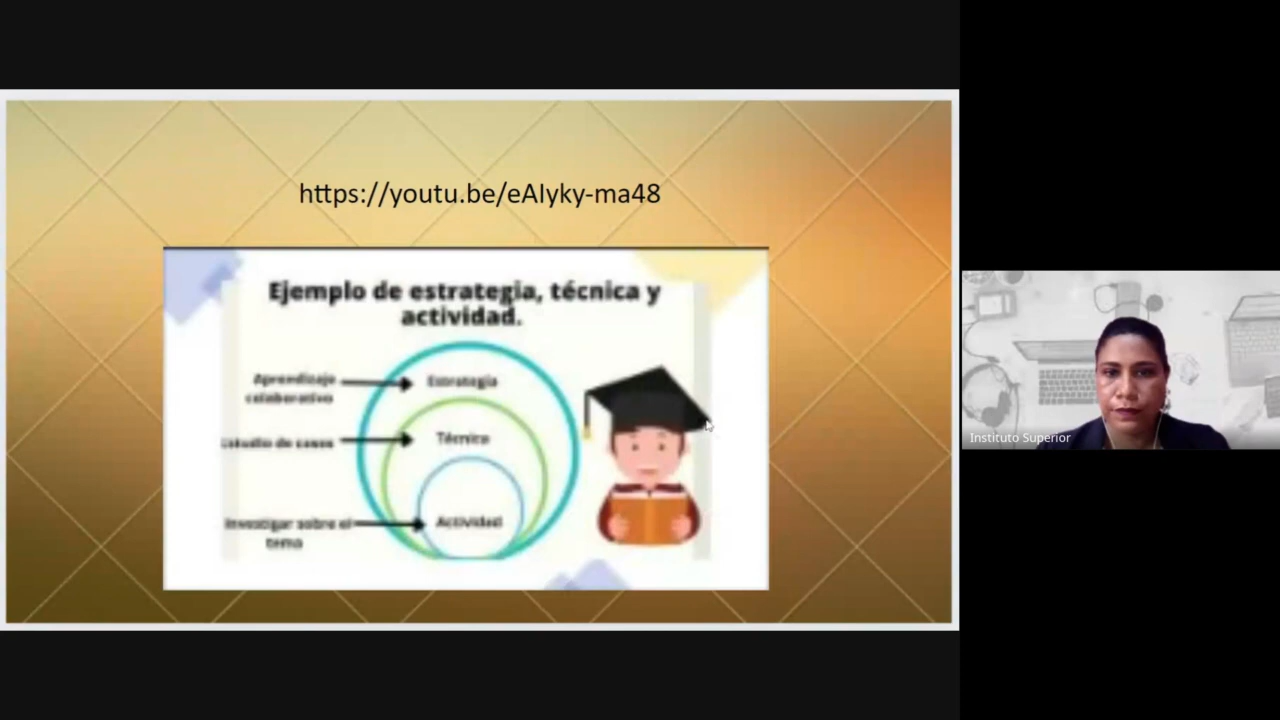 https://youtu.be/eAIyky-ma48
Ejemplo de estrategia, técnica y
actividad.
Aprendizaje
colaborativo
Estrategia
Estudio de casos
Técnica
Investigar sobre el
tema
Actividad
Instituto Superior